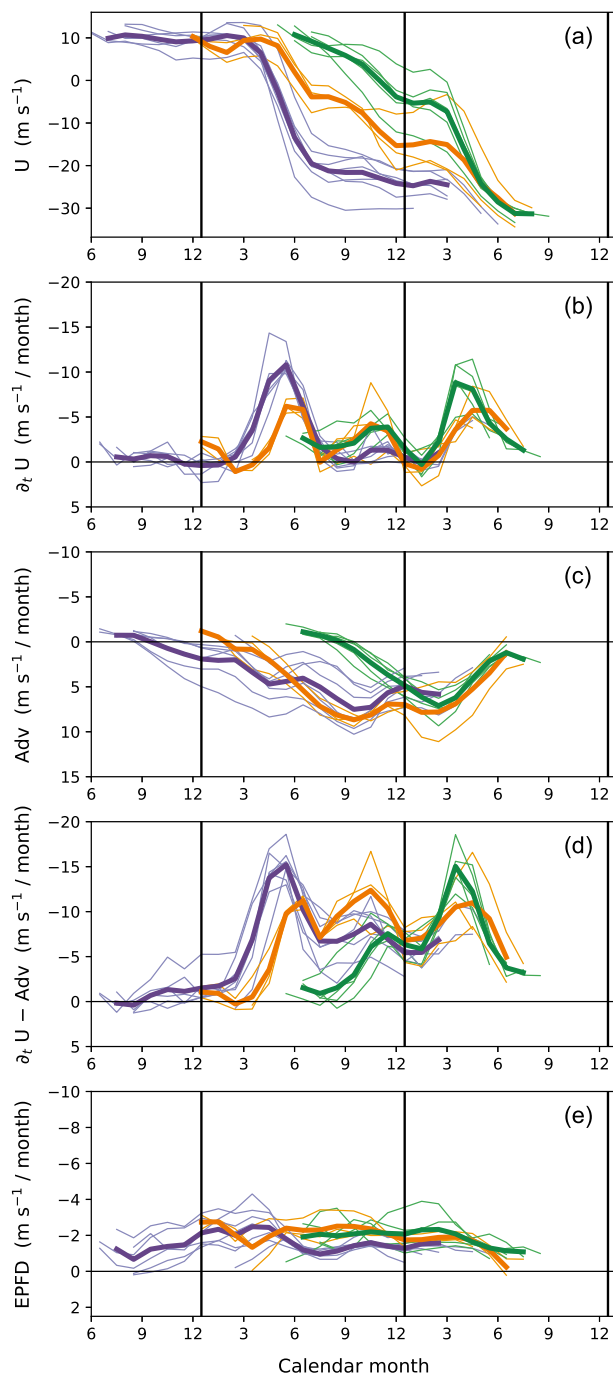 (a)
U (m s⁻¹)
10
0
−10
−20
−30
6 9 12 3 6 9 12 3 6 9 12
(b)
∂ₜ U (m s⁻¹ / month)
−20
−15
−10
−5
0
5
6 9 12 3 6 9 12 3 6 9 12
(c)
Adv (m s⁻¹ / month)
−10
−5
0
5
10
15
6 9 12 3 6 9 12 3 6 9 12
(d)
∂ₜ U − Adv (m s⁻¹ / month)
−20
−15
−10
−5
0
5
6 9 12 3 6 9 12 3 6 9 12
(e)
EPFD (m s⁻¹ / month)
−10
−8
−6
−4
−2
0
2
6 9 12 3 6 9 12 3 6 9 12
Calendar month